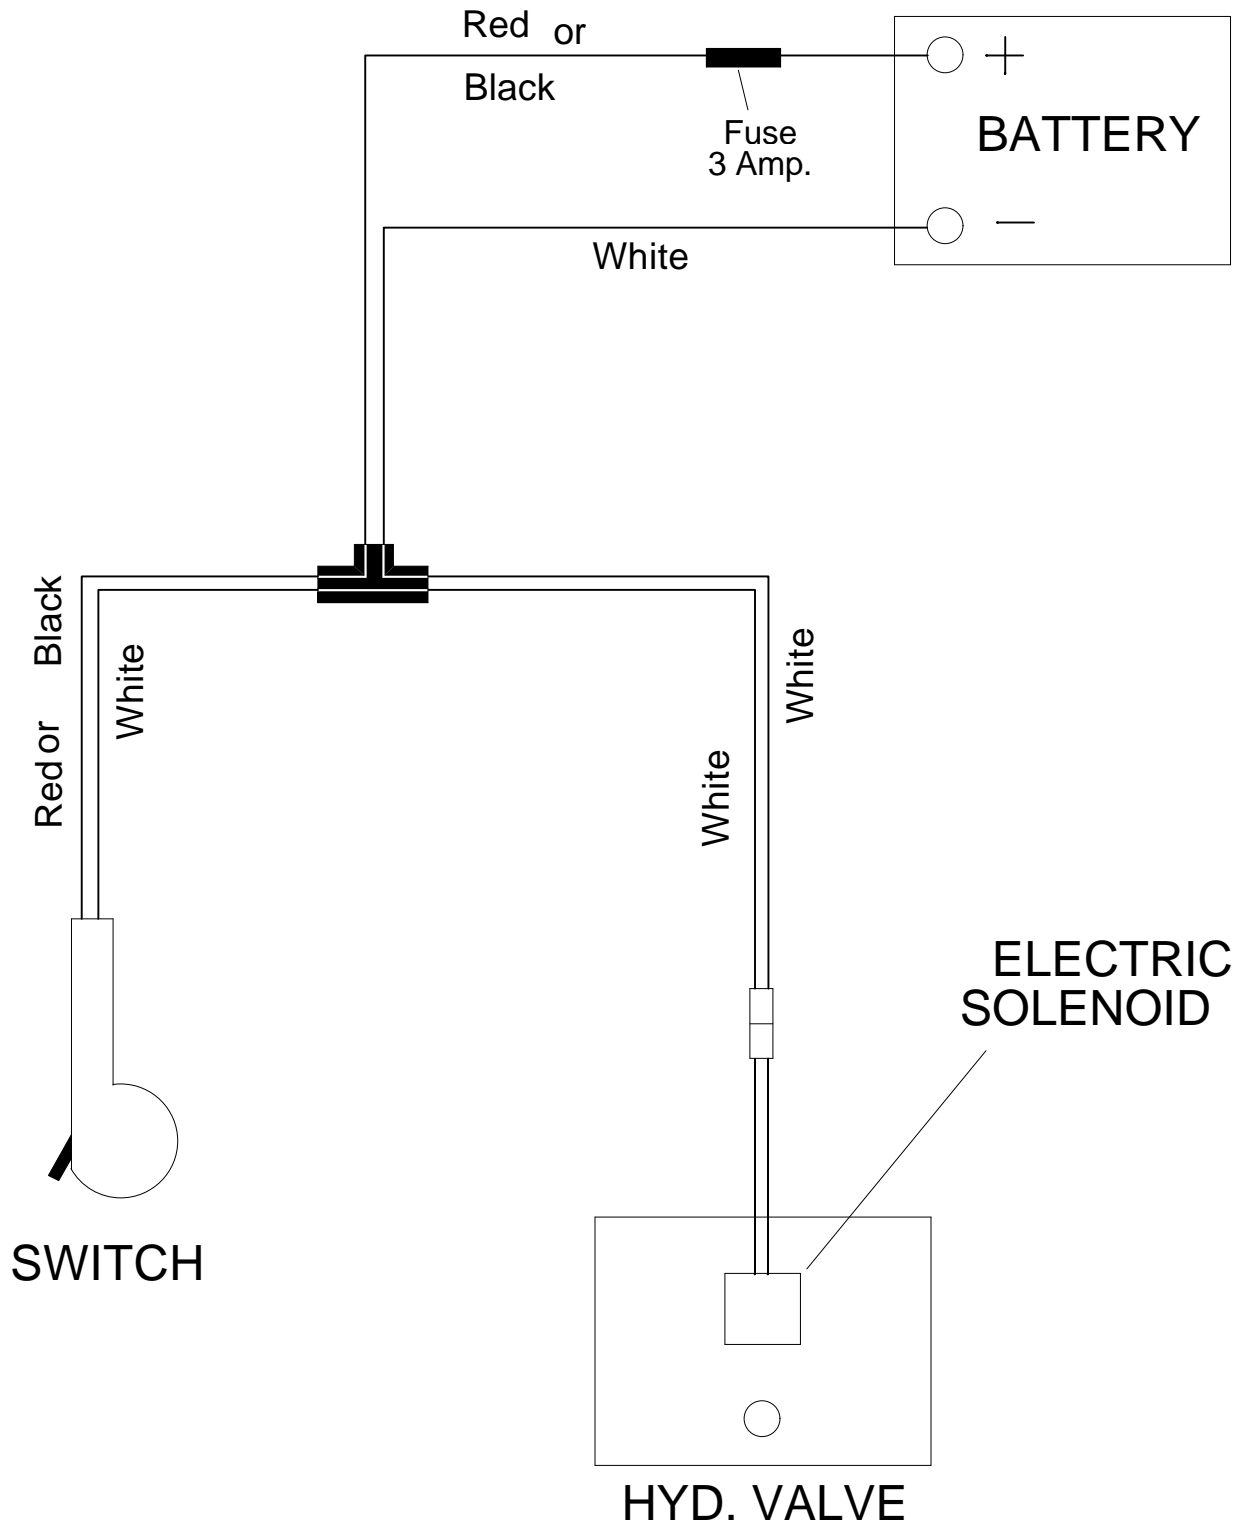 Red or
Black
Fuse
3 Amp.
+
BATTERY
−
White
Red or Black
White
White
White
ELECTRIC
SOLENOID
SWITCH
HYD. VALVE